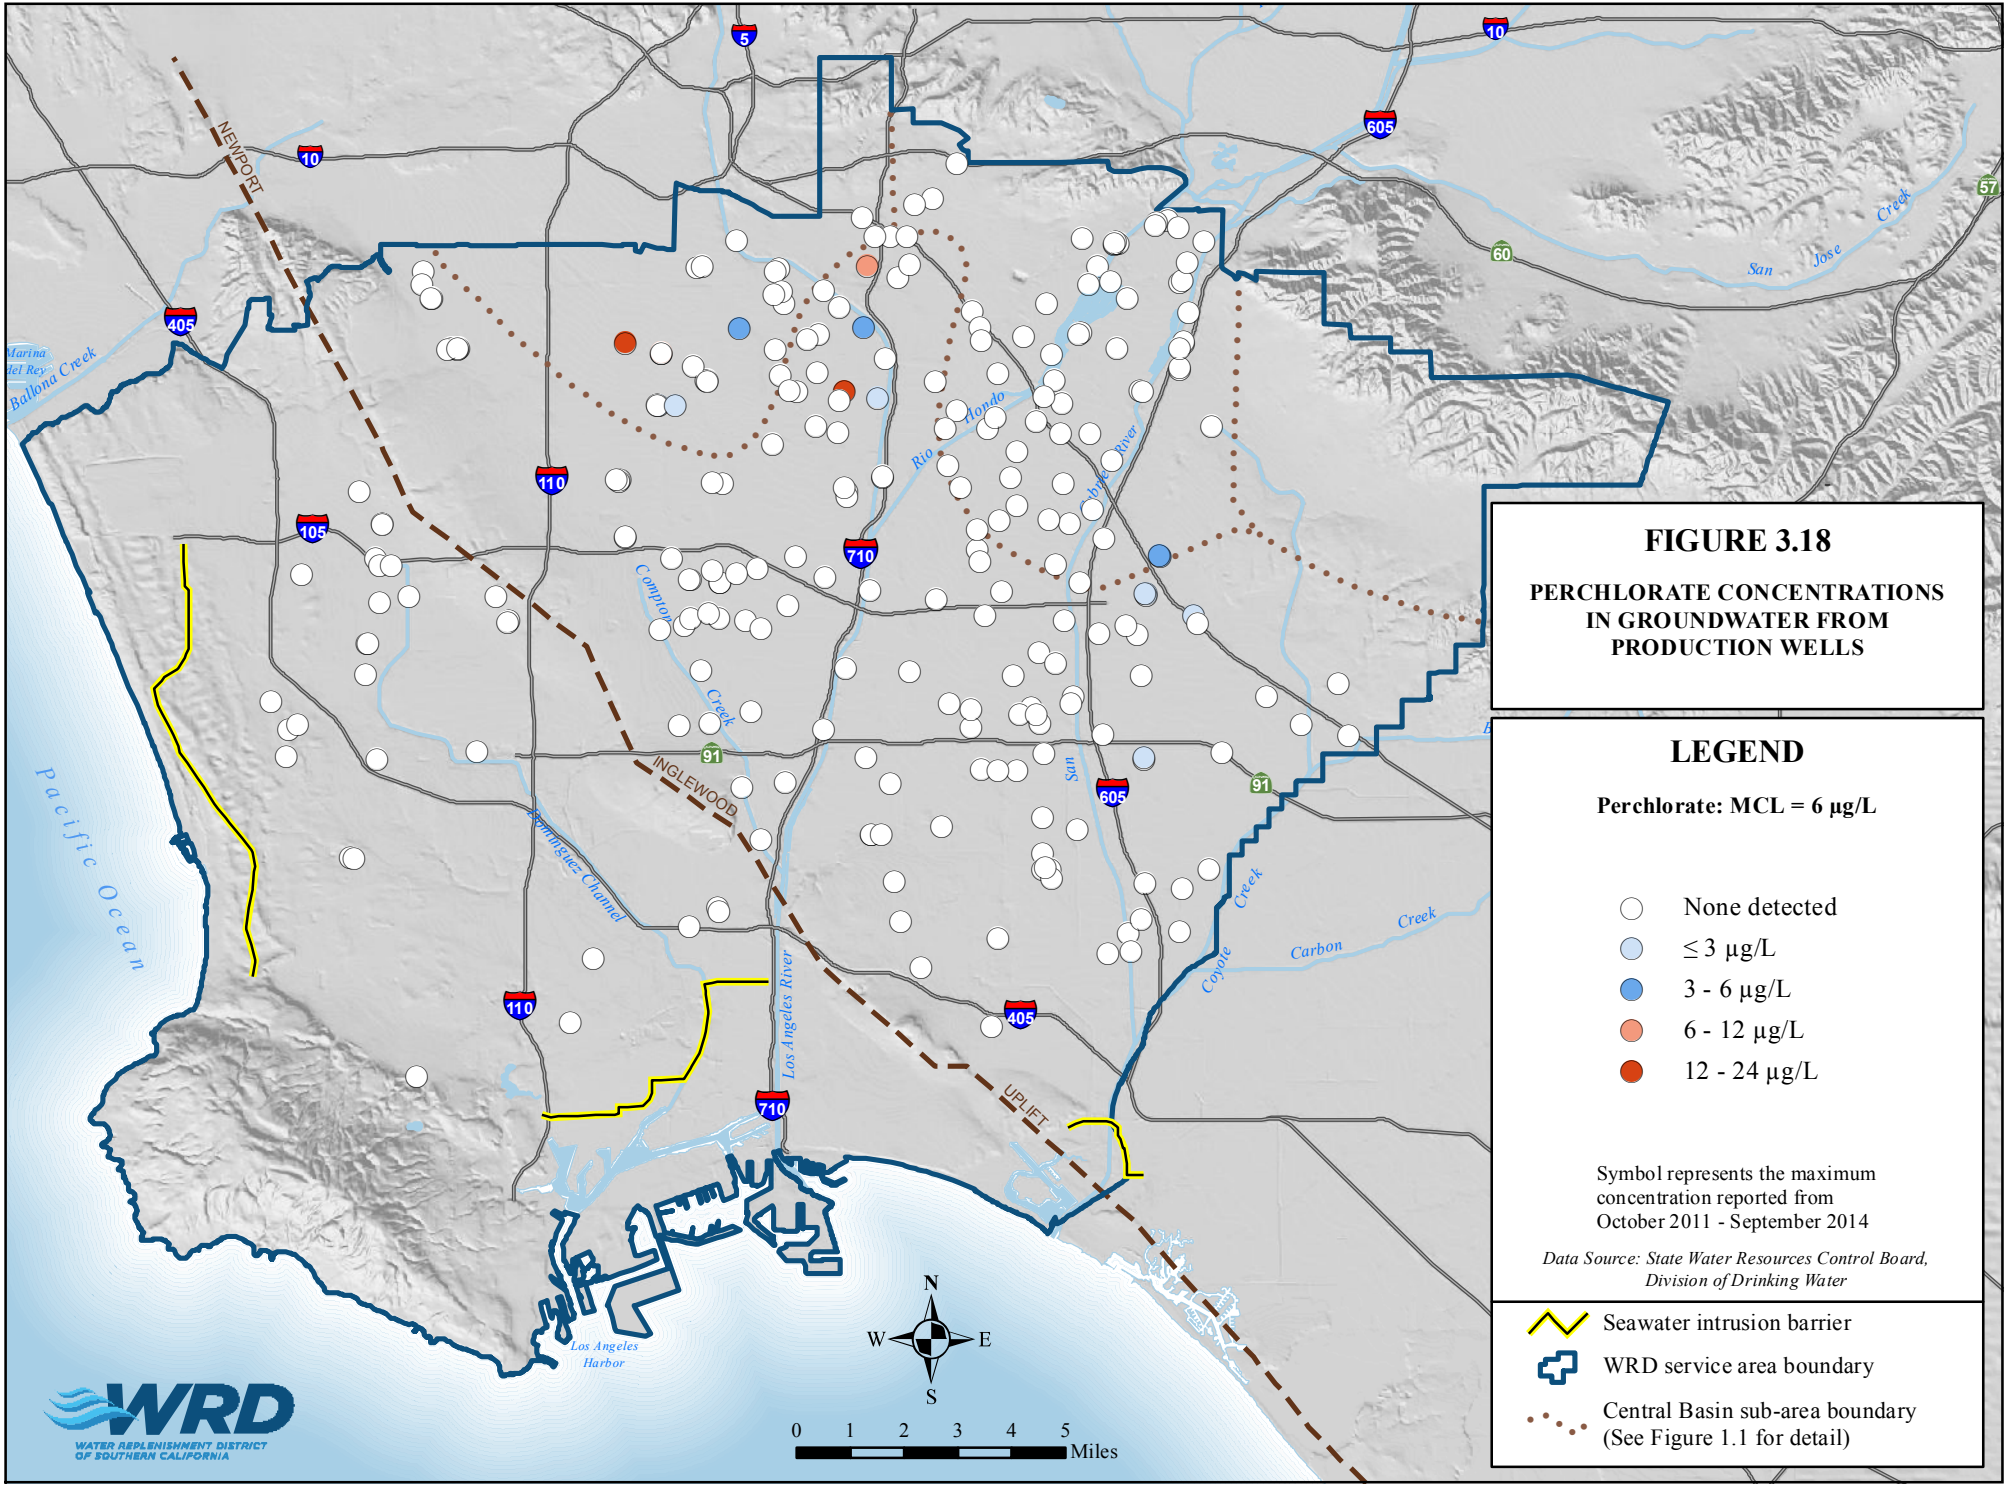 5
10
605
57
NEWPORT
10
Creek
60
San
Jose
405
Marina
del Rey
Ballona Creek
Hondo
Rio
River
110
105
710
FIGURE 3.18
PERCHLORATE CONCENTRATIONS
IN GROUNDWATER FROM
PRODUCTION WELLS
Compton
Creek
91
INGLEWOOD
San
605
91
LEGEND
Perchlorate: MCL = 6 µg/L
None detected
≤ 3 µg/L
3 - 6 µg/L
6 - 12 µg/L
12 - 24 µg/L
Pacific Ocean
Dominguez Channel
Creek
Coyote
Carbon
Creek
Los Angeles River
110
405
710
UPLIFT
Symbol represents the maximum
concentration reported from
October 2011 - September 2014
Data Source: State Water Resources Control Board,
Division of Drinking Water
Seawater intrusion barrier
WRD service area boundary
Central Basin sub-area boundary
(See Figure 1.1 for detail)
Los Angeles
Harbor
N
W
E
S
0 1 2 3 4 5
Miles
WRD
WATER REPLENISHMENT DISTRICT
OF SOUTHERN CALIFORNIA